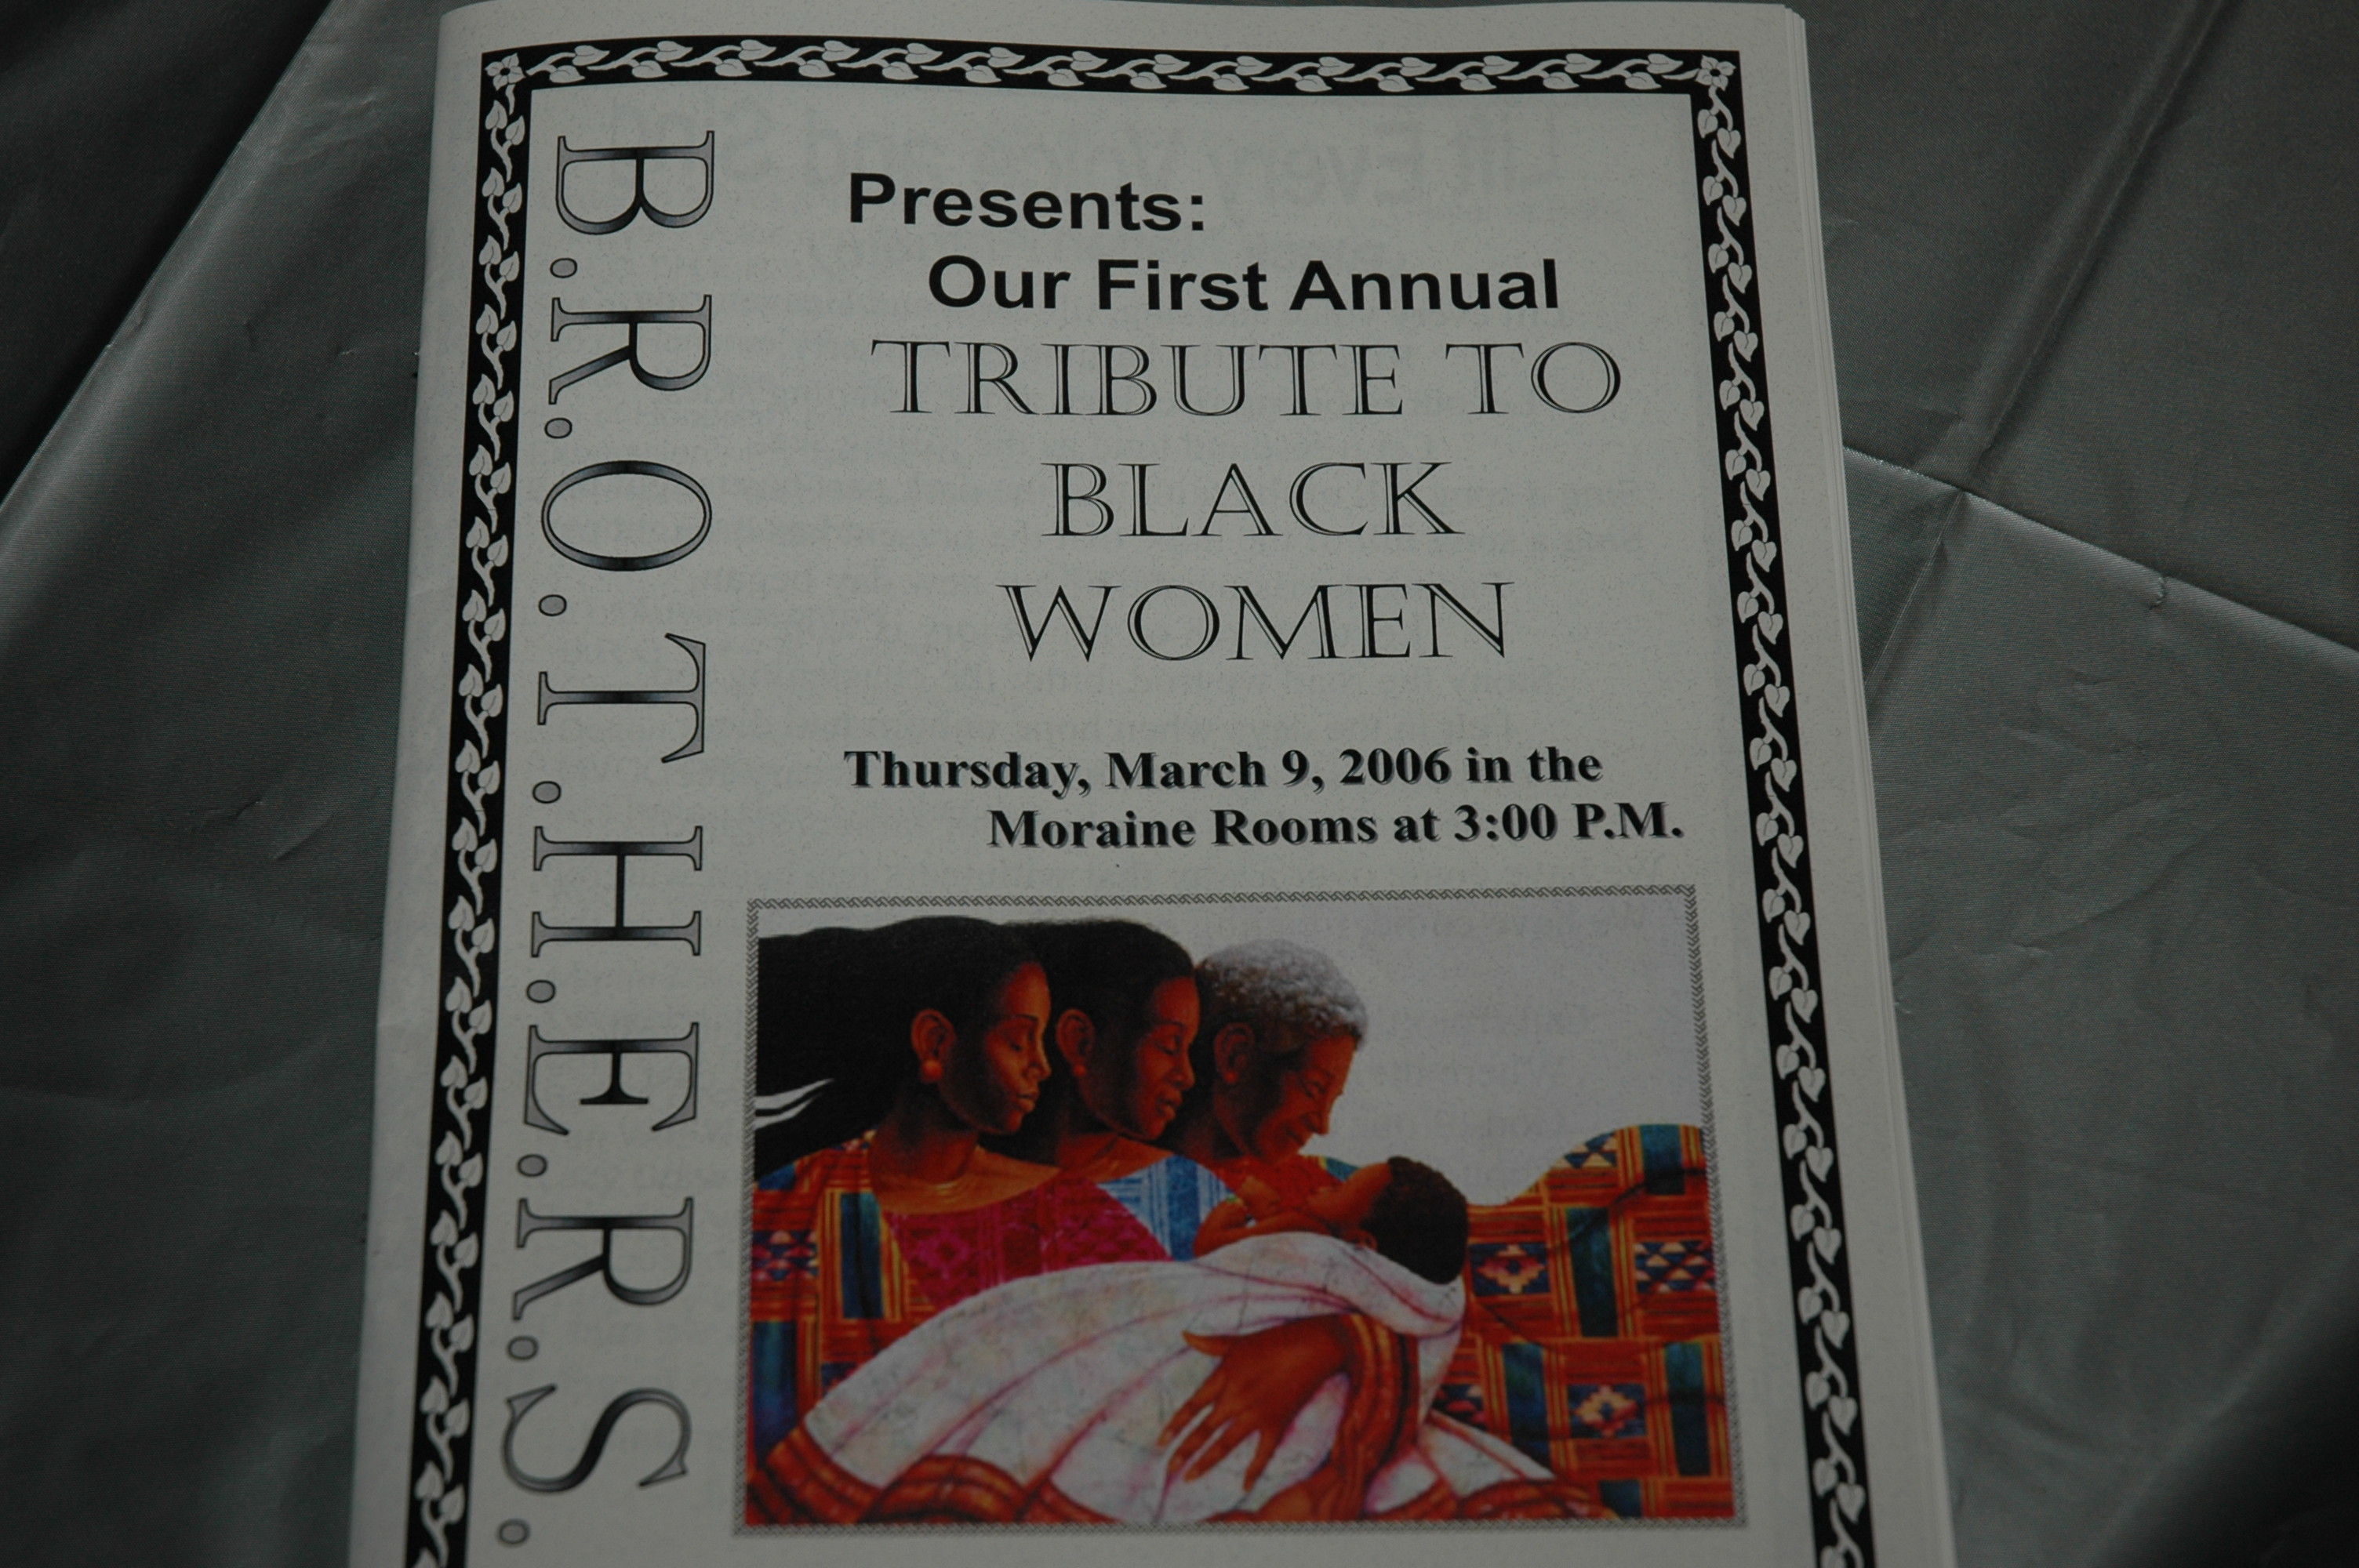 B.R.O.T.H.E.R.S.
Presents:
Our First Annual
TRIBUTE TO
BLACK
WOMEN
Thursday, March 9, 2006 in the
Moraine Rooms at 3:00 P.M.